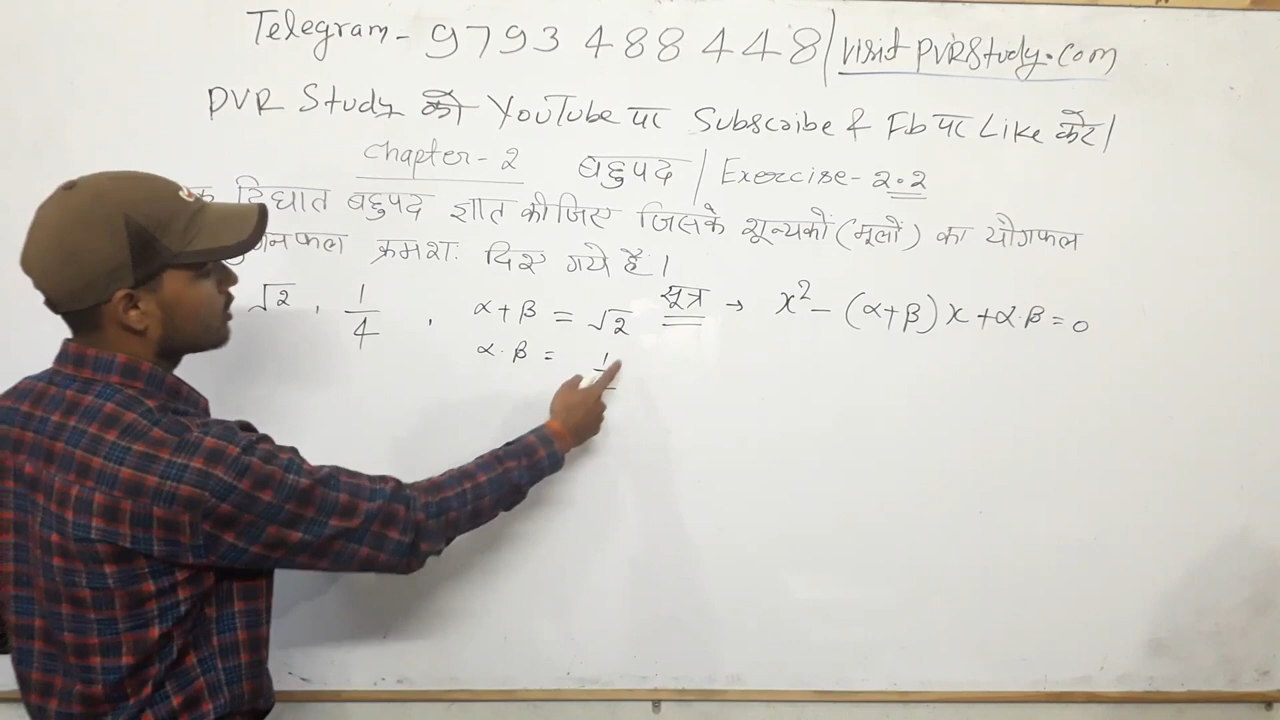 Telegram - 9793488448 | visit PVRStudy.com
PVR Study को YouTube पर Subscribe & Fb पर Like करें |
Chapter - 2 बहुपद | Exercise - 2.2
द्विघात बहुपद ज्ञात कीजिए जिसके शून्यकों (मूलों) का योगफल
क्रमशः दिए गये हैं |
√2 , 1/4 , α+β = √2 सूत्र → x² - (α+β)x + α.β = 0
α.β = 1